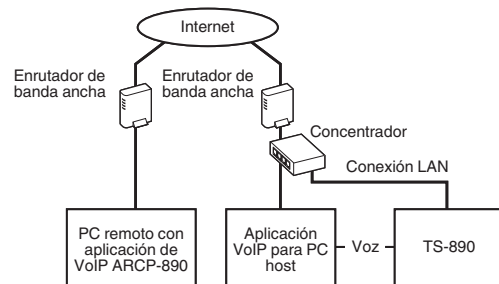 Internet
Enrutador de
banda ancha
Enrutador de
banda ancha
Concentrador
Conexión LAN
PC remoto con
aplicación de
VoIP ARCP-890
Aplicación
VoIP para PC
host
Voz
TS-890